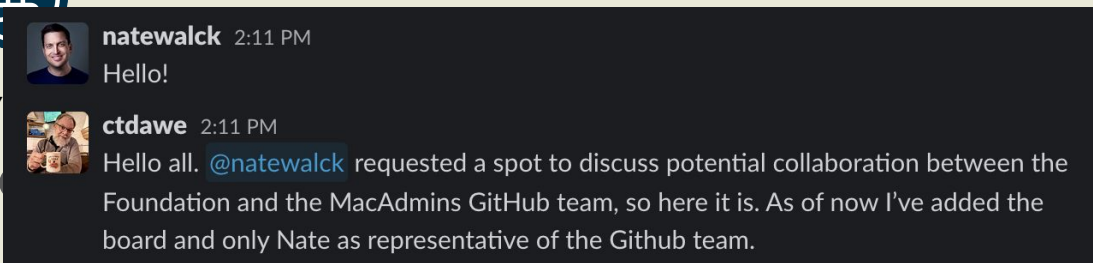 natewalck 2:11 PM
Hello!
ctdawe 2:11 PM
Hello all. @natewalck requested a spot to discuss potential collaboration between the
Foundation and the MacAdmins GitHub team, so here it is. As of now I’ve added the
board and only Nate as representative of the Github team.